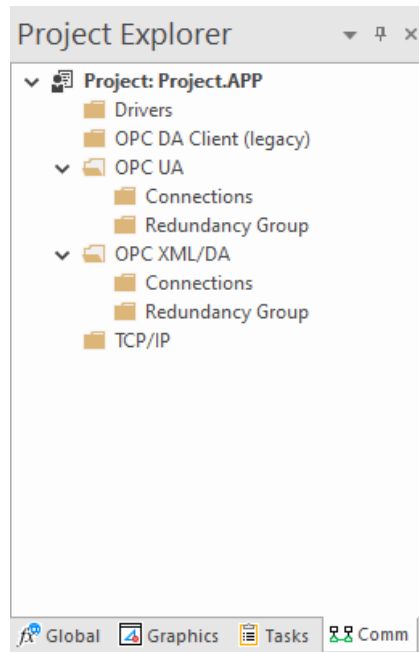 Project Explorer
Project: Project.APP
Drivers
OPC DA Client (legacy)
OPC UA
Connections
Redundancy Group
OPC XML/DA
Connections
Redundancy Group
TCP/IP
fx Global Graphics Tasks Comm